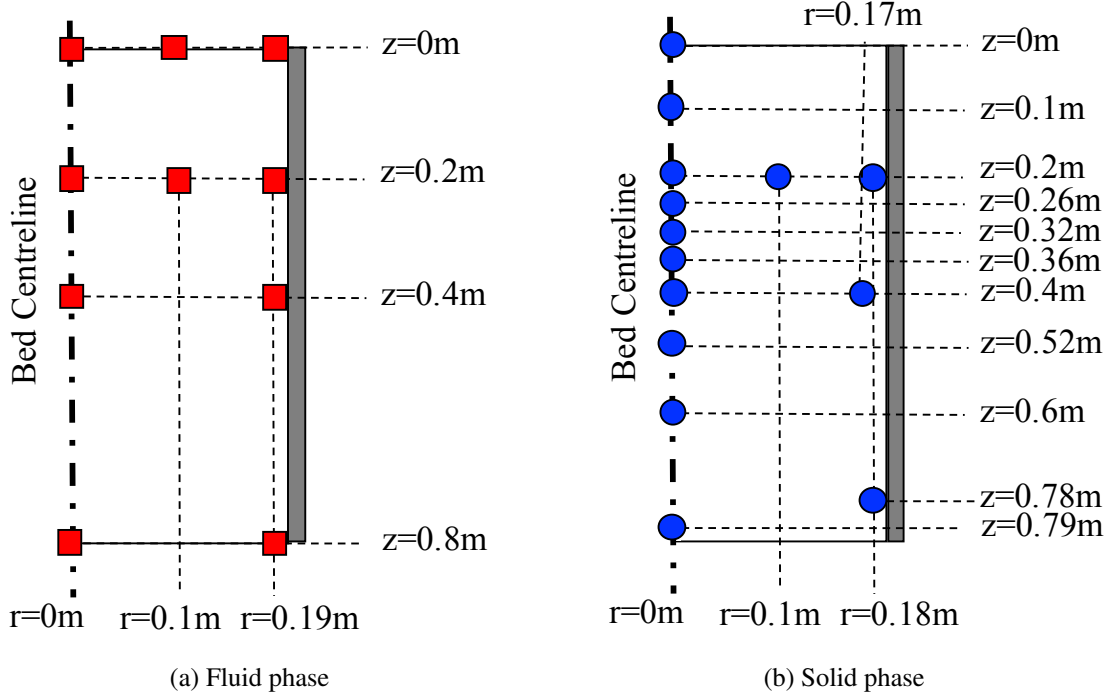 z=0m
z=0.2m
z=0.4m
z=0.8m
Bed Centreline
r=0m
r=0.1m
r=0.19m
(a) Fluid phase
r=0.17m
z=0m
z=0.1m
z=0.2m
z=0.26m
z=0.32m
z=0.36m
z=0.4m
z=0.52m
z=0.6m
z=0.78m
z=0.79m
Bed Centreline
r=0m
r=0.1m
r=0.18m
(b) Solid phase